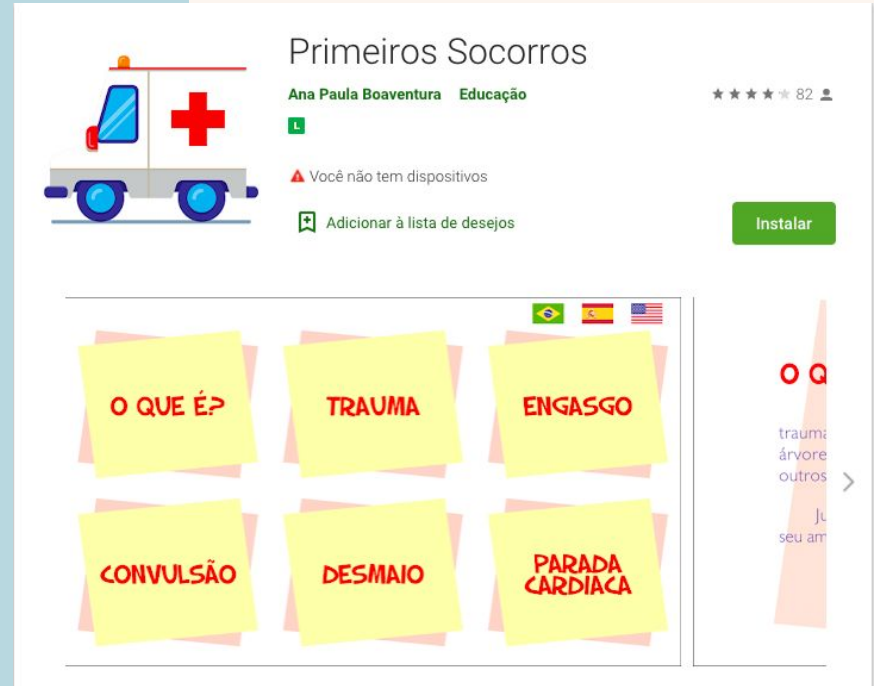 Primeiros Socorros
Ana Paula Boaventura Educação
82
L
Você não tem dispositivos
Adicionar à lista de desejos
Instalar
O QUE É?
TRAUMA
ENGASGO
CONVULSÃO
DESMAIO
PARADA
CARDIACA
O Q
trauma
árvore
outros
Ju
seu am